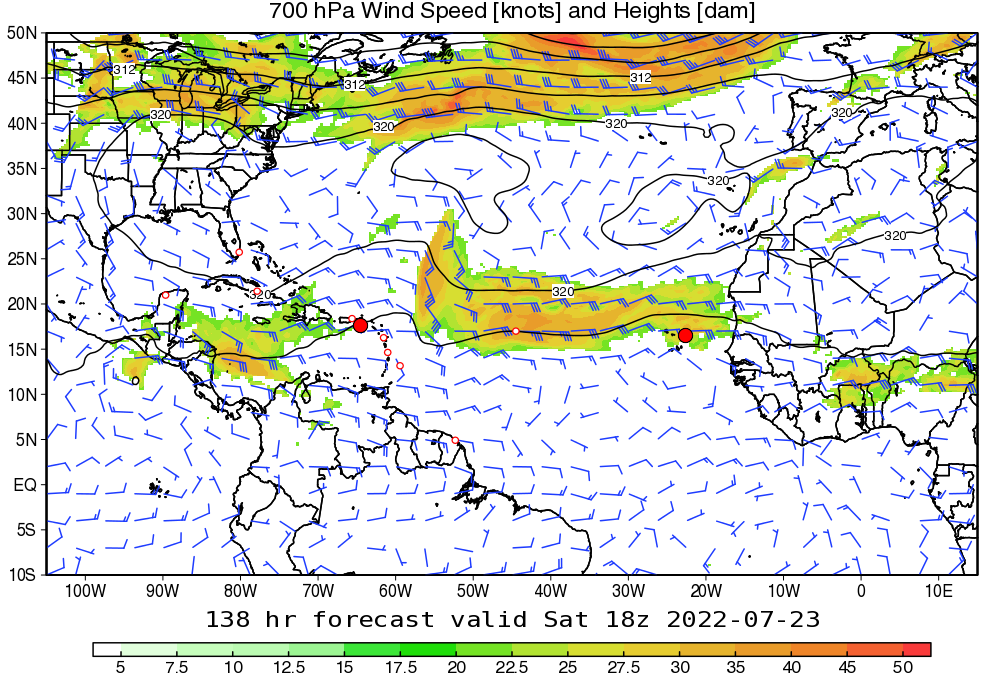 700 hPa Wind Speed [knots] and Heights [dam]
50N
45N
40N
35N
30N
25N
20N
15N
10N
5N
EQ
5S
10S
312
312
312
320
320
320
320
320
320
320
320
100W 90W 80W 70W 60W 50W 40W 30W 20W 10W 0 10E
138 hr forecast valid Sat 18z 2022-07-23
5 7.5 10 12.5 15 17.5 20 22.5 25 27.5 30 35 40 45 50